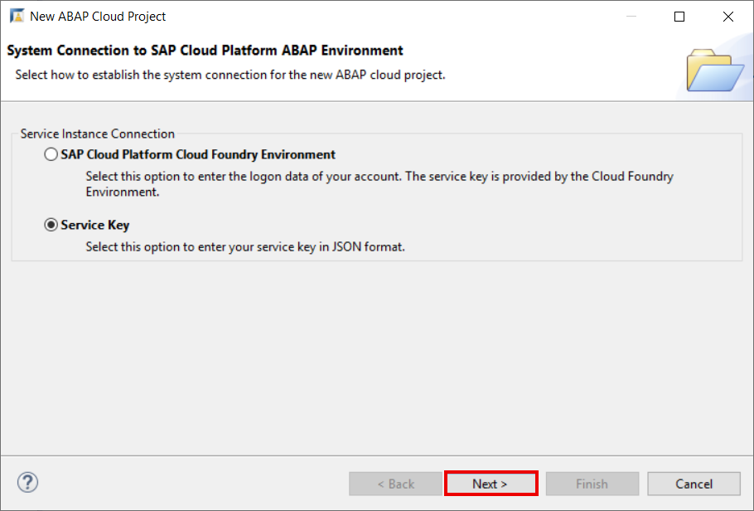 New ABAP Cloud Project
System Connection to SAP Cloud Platform ABAP Environment
Select how to establish the system connection for the new ABAP cloud project.
Service Instance Connection
SAP Cloud Platform Cloud Foundry Environment
Select this option to enter the logon data of your account. The service key is provided by the Cloud Foundry
Environment.
Service Key
Select this option to enter your service key in JSON format.
?
< Back
Next >
Finish
Cancel